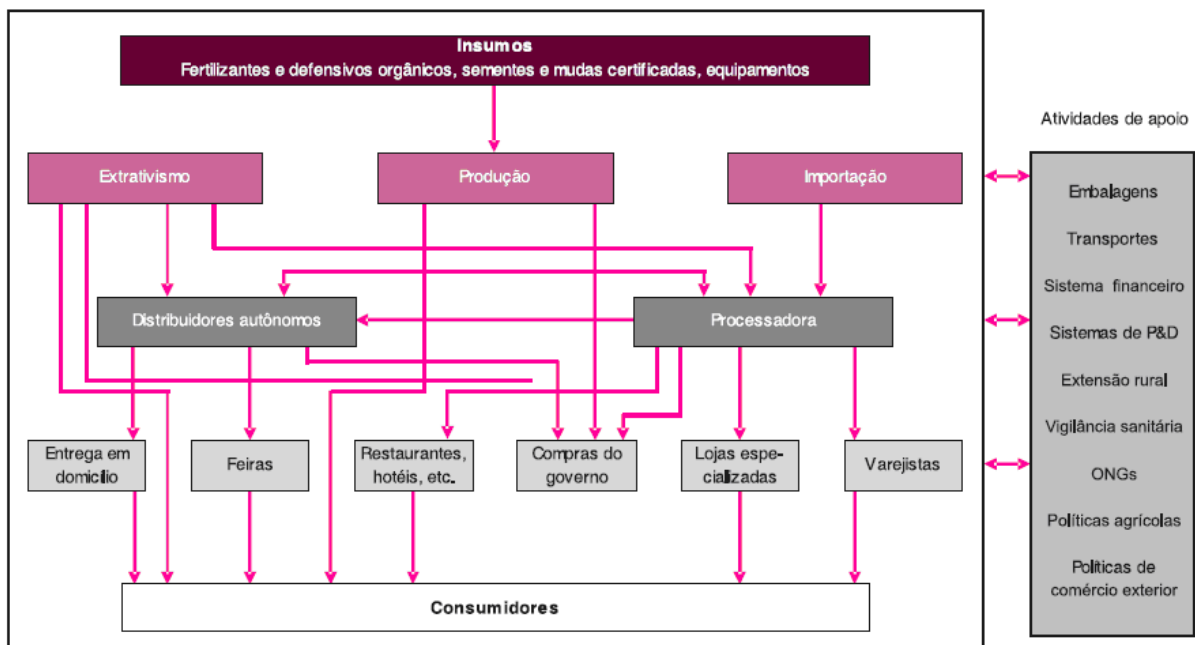 Insumos
Fertilizantes e defensivos orgânicos, sementes e mudas certificadas, equipamentos
Atividades de apoio
Extrativismo
Produção
Importação
Distribuidores autônomos
Processadora
Entrega em
domicílio
Feiras
Restaurantes,
hotéis, etc.
Compras do
governo
Lojas espe-
cializadas
Varejistas
Consumidores
Embalagens
Transportes
Sistema financeiro
Sistemas de P&D
Extensão rural
Vigilância sanitária
ONGs
Políticas agrícolas
Políticas de
comércio exterior